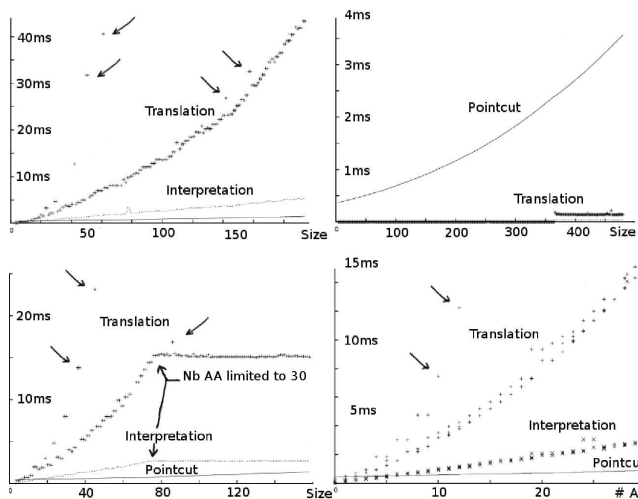 40ms
30ms
20ms
10ms
Translation
Interpretation
0
50
100
150
Size
4ms
3ms
2ms
1ms
Pointcut
Translation
0
100
200
300
400
Size
20ms
10ms
Translation
Nb AA limited to 30
Interpretation
Pointcut
0
40
80
120
Size
15ms
10ms
5ms
Translation
Interpretation
Pointcut
0
10
20
# A